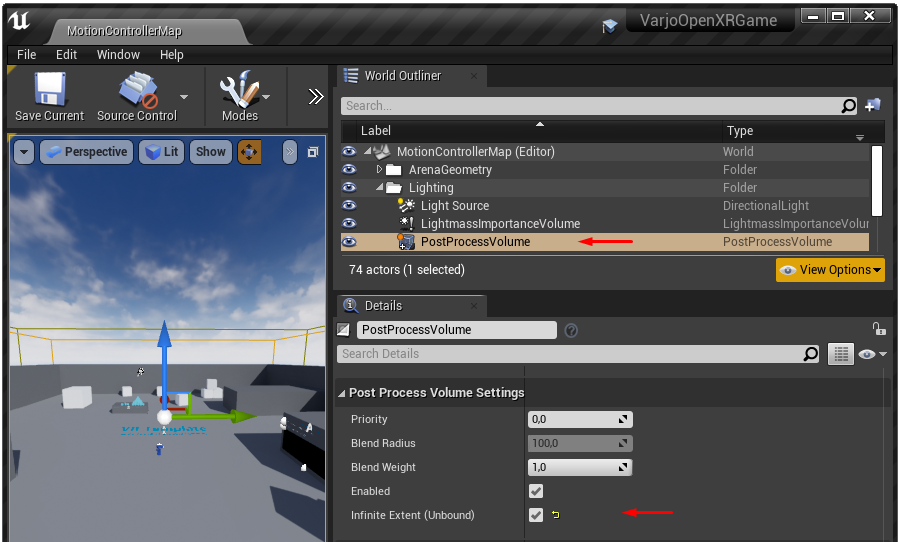 MotionControllerMap
VarjoOpenXRGame
File Edit Window Help
Save Current Source Control Modes
Perspective Lit Show
World Outliner
Search...
Label Type
MotionControllerMap (Editor) World
ArenaGeometry Folder
Lighting Folder
Light Source DirectionalLight
LightmassImportanceVolume LightmassImportanceVolur
PostProcessVolume PostProcessVolume
74 actors (1 selected) View Options
Details
PostProcessVolume
Search Details
Post Process Volume Settings
Priority 0,0
Blend Radius 100,0
Blend Weight 1,0
Enabled
Infinite Extent (Unbound)